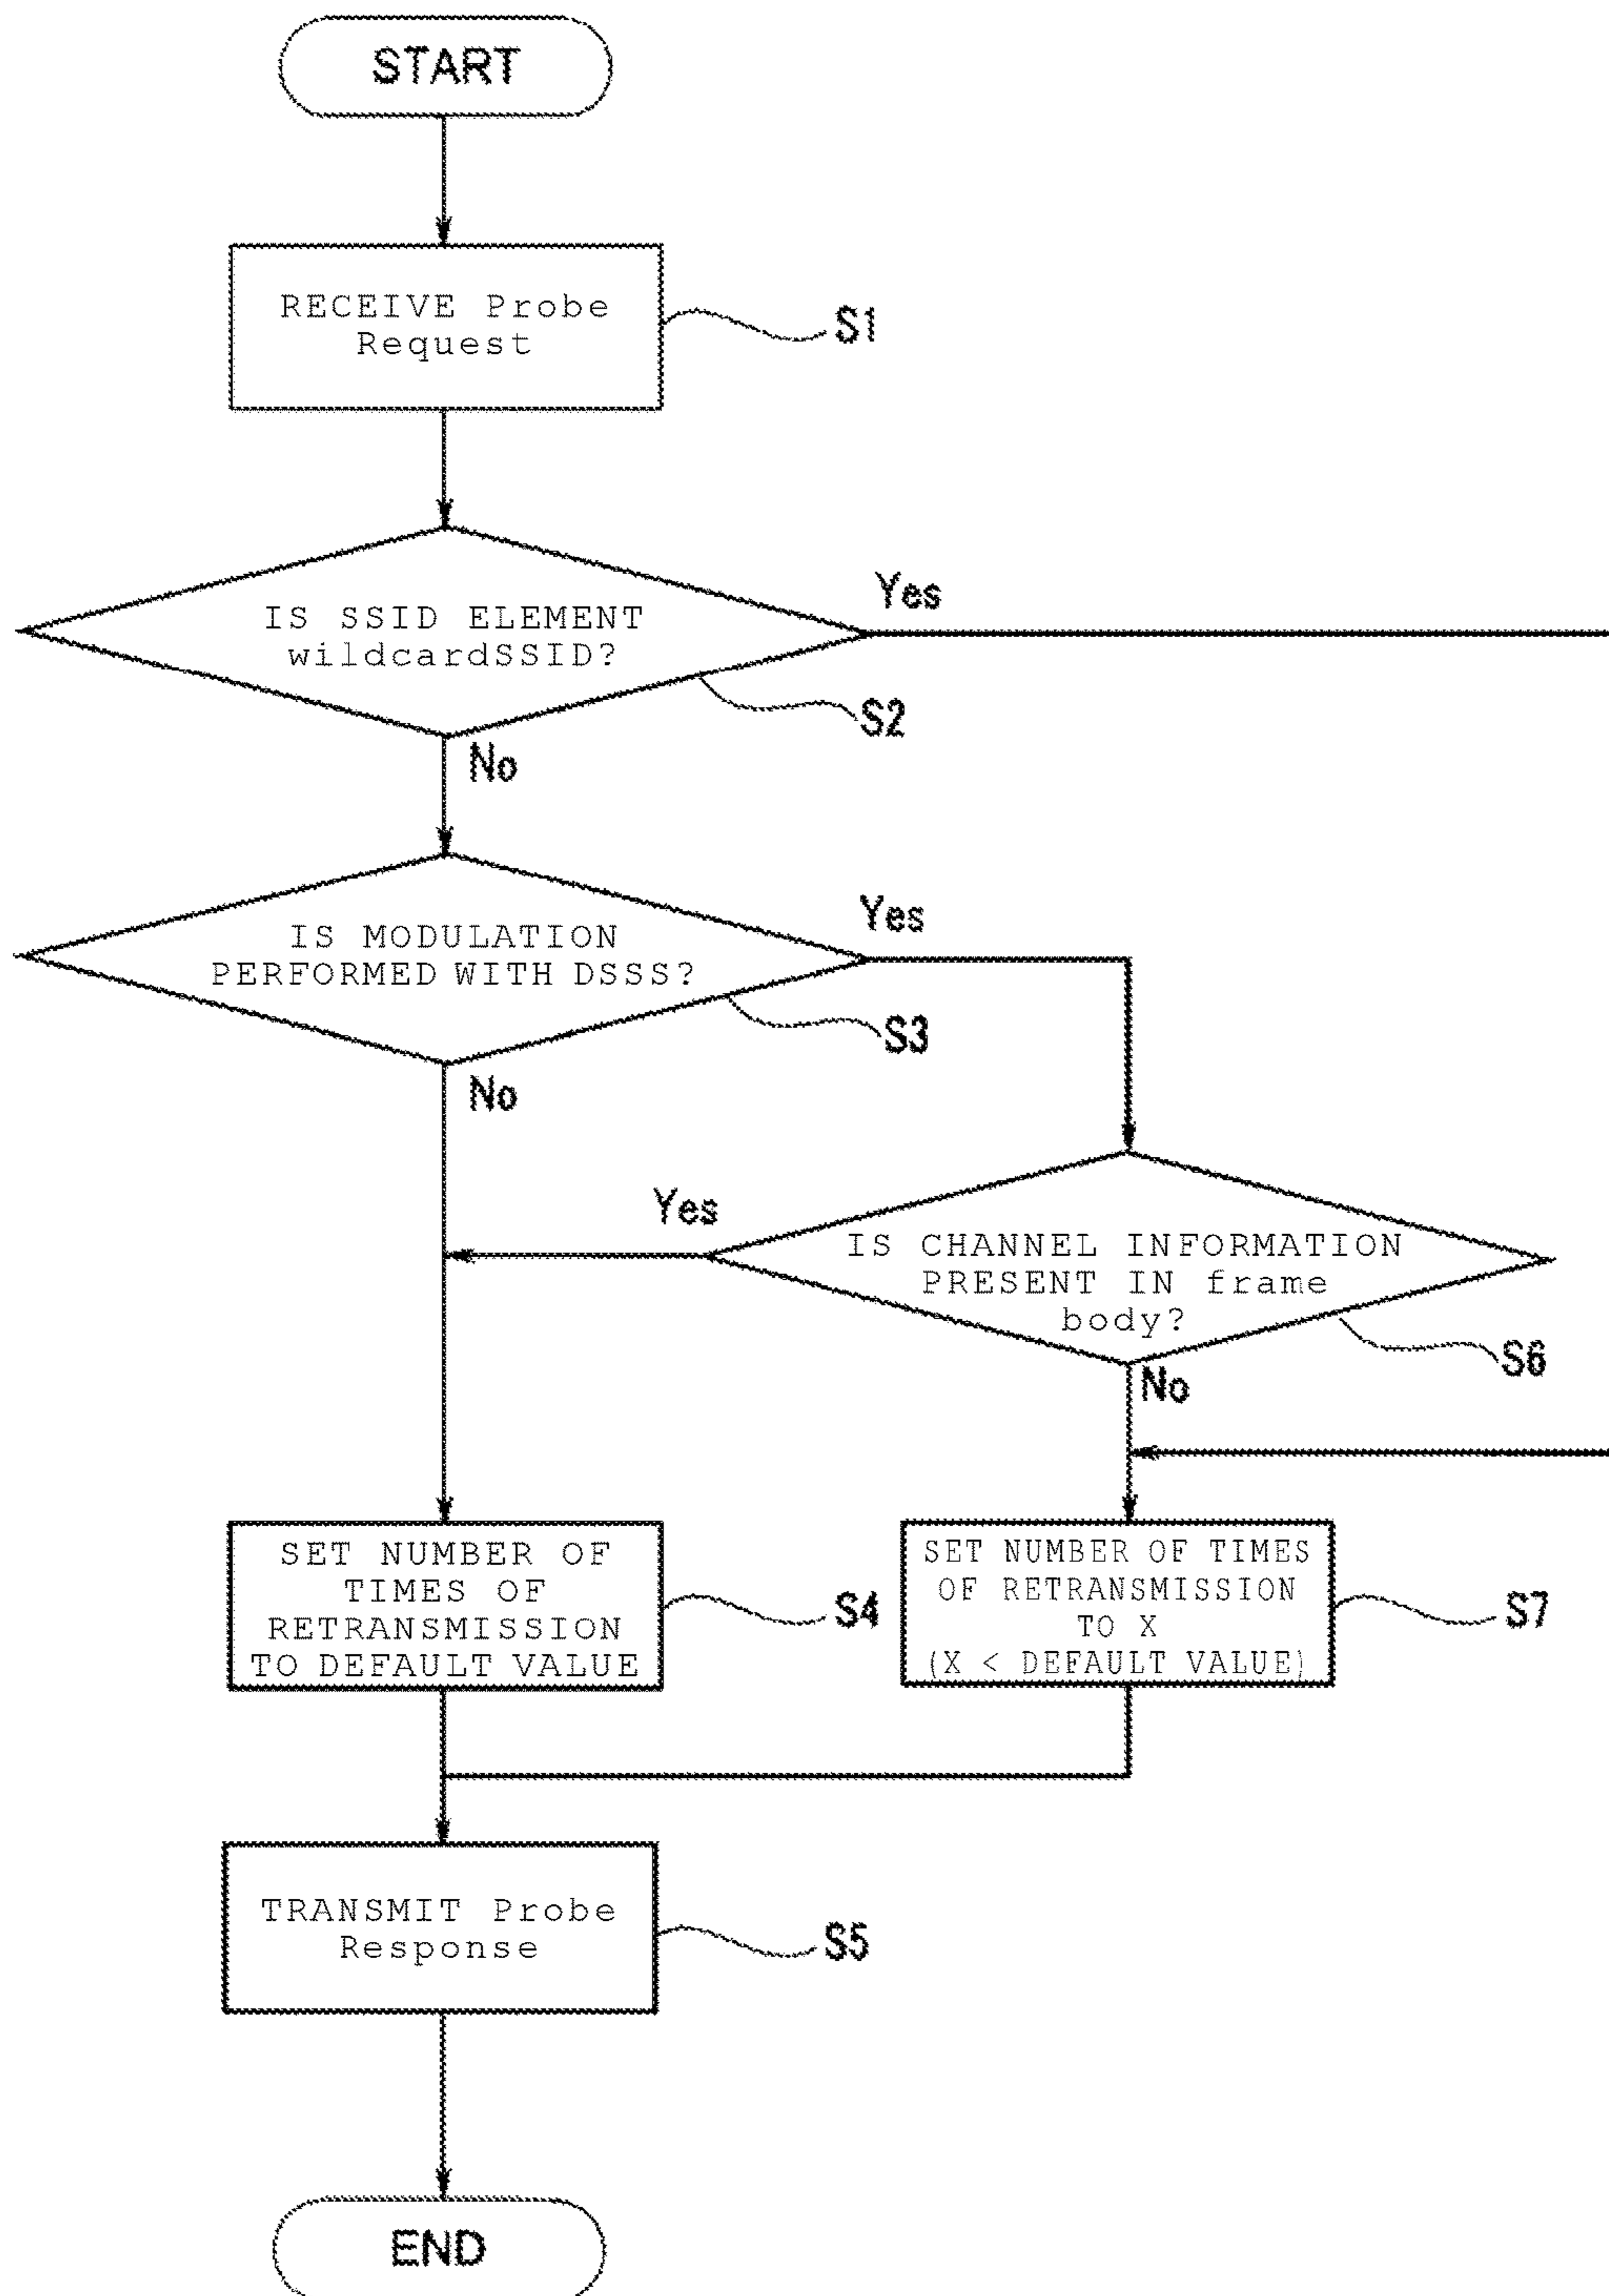 START
RECEIVE Probe
Request
S1
IS SSID ELEMENT
wildcardSSID?
Yes
S2
No
IS MODULATION
PERFORMED WITH DSSS?
Yes
S3
No
Yes
IS CHANNEL INFORMATION
PRESENT IN frame
body?
S6
No
SET NUMBER OF
TIMES OF
RETRANSMISSION
TO DEFAULT VALUE
S4
SET NUMBER OF TIMES
OF RETRANSMISSION
TO X
(X < DEFAULT VALUE)
S7
TRANSMIT Probe
Response
S5
END